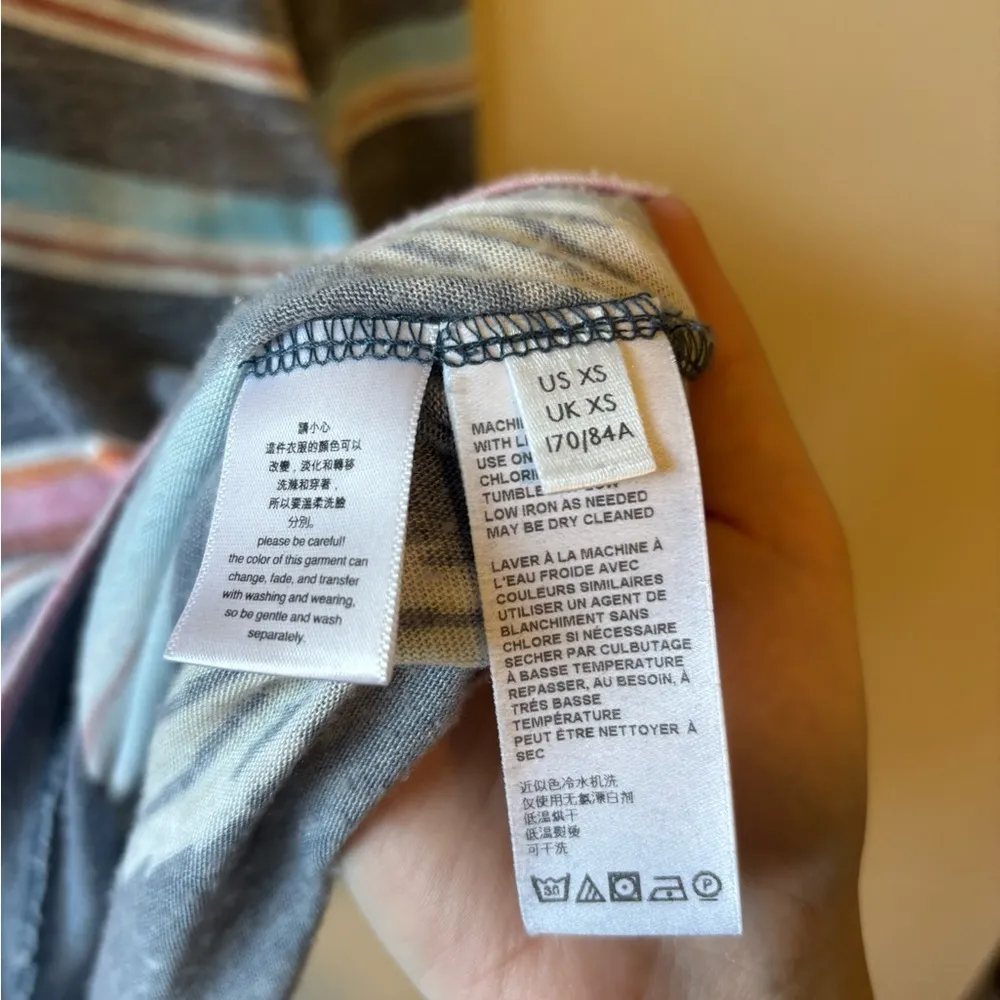 請小心
這件衣服的顏色可以
改變，淡化和轉移
洗滌和穿著，
所以要溫柔洗臉
分別。
please be careful!
the color of this garment can
change, fade, and transfer
with washing and wearing,
so be gentle and wash
separately.
US XS
UK XS
170/84A
MACHI
WITH L
USE ON
CHLORI
TUMBLE LOW
LOW IRON AS NEEDED
MAY BE DRY CLEANED
LAVER À LA MACHINE À
L'EAU FROIDE AVEC
COULEURS SIMILAIRES
UTILISER UN AGENT DE
BLANCHIMENT SANS
CHLORE SI NÉCESSAIRE
SECHER PAR CULBUTAGE
À BASSE TEMPERATURE
REPASSER, AU BESOIN, À
TRÈS BASSE
TEMPÉRATURE
PEUT ÊTRE NETTOYER À
SEC
近似色冷水机洗
仅使用无氯漂白剂
低温烘干
低温熨烫
可干洗
30
P